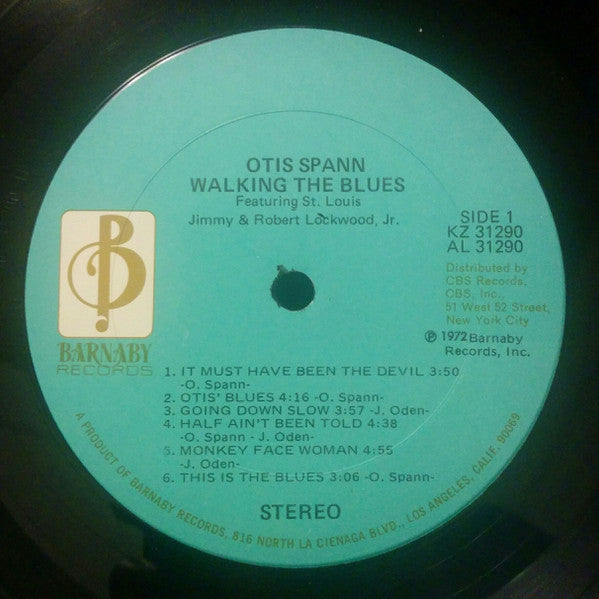 OTIS SPANN
WALKING THE BLUES
Featuring St. Louis
Jimmy & Robert Lockwood, Jr.
SIDE 1
KZ 31290
AL 31290
Distributed by
CBS Records,
CBS, Inc.,
51 West 52 Street,
New York City
℗ 1972 Barnaby
Records, Inc.
B
BARNABY
RECORDS
1. IT MUST HAVE BEEN THE DEVIL 3:50
-O. Spann-
2. OTIS' BLUES 4:16 -O. Spann-
3. GOING DOWN SLOW 3:57 -J. Oden-
4. HALF AIN'T BEEN TOLD 4:38
-O. Spann - J. Oden-
5. MONKEY FACE WOMAN 4:55
-J. Oden-
6. THIS IS THE BLUES 3:06 -O. Spann-
STEREO
A PRODUCT OF BARNABY RECORDS, 816 NORTH LA CIENAGA BLVD., LOS ANGELES, CALIF. 90069